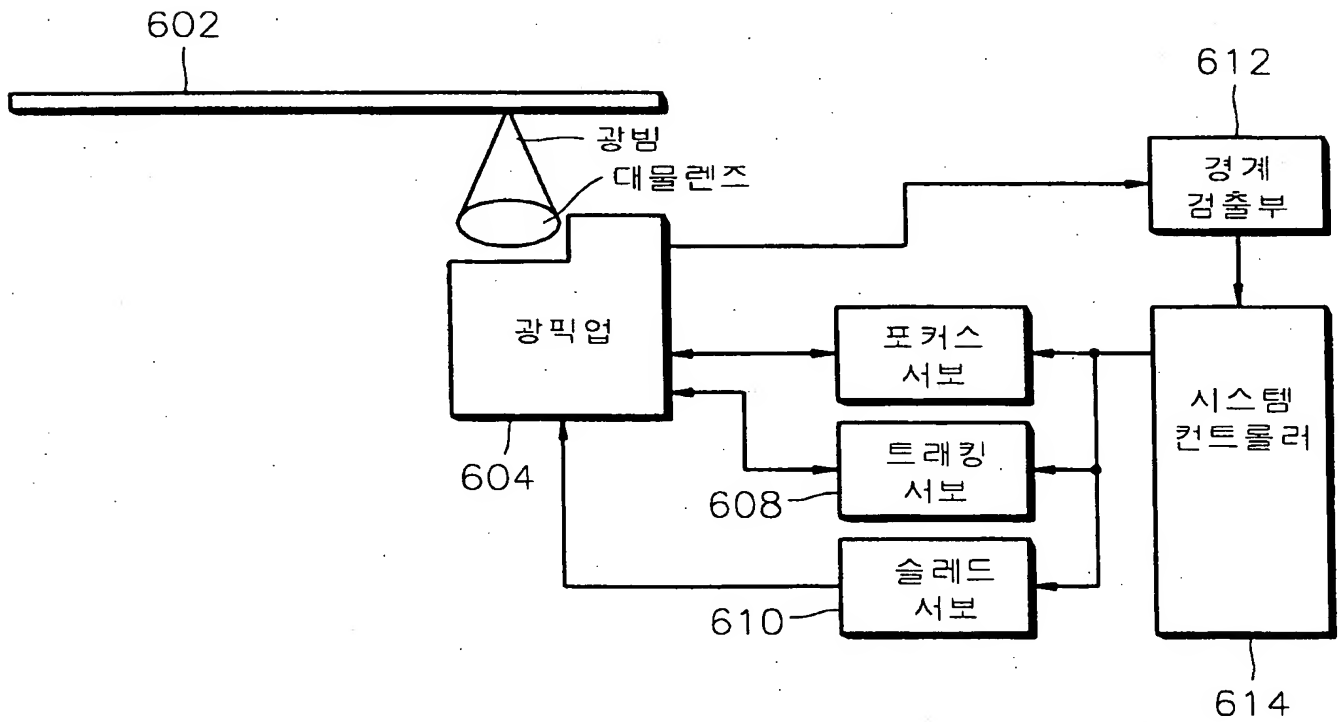 602
612
광빔
대물렌즈
경계
검출부
광픽업
포커스
서보
시스템
컨트롤러
604
트래킹
서보
608
슬레드
서보
610
614